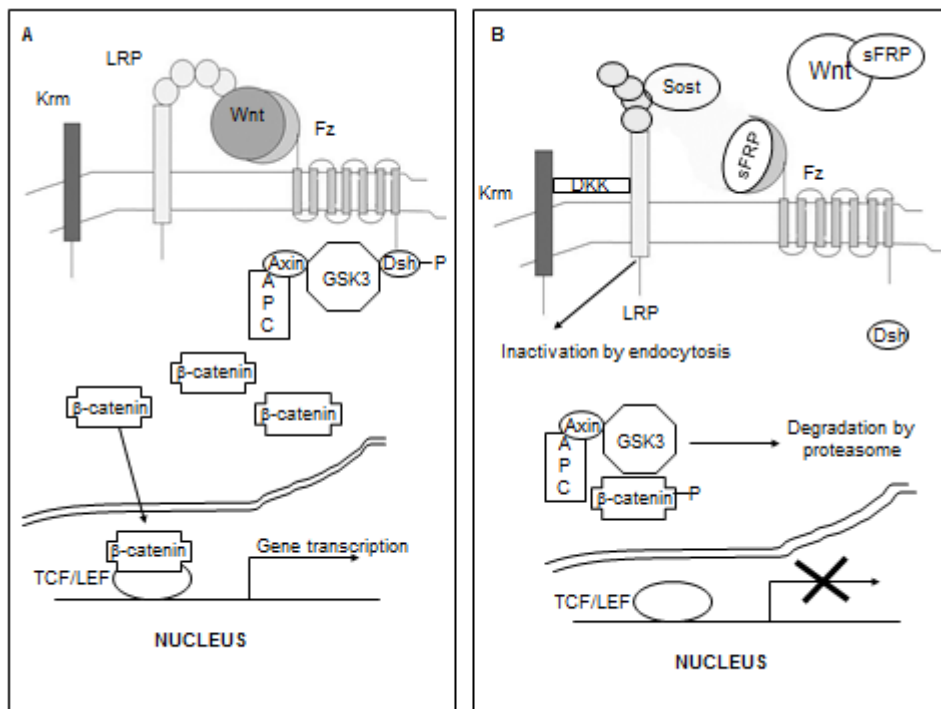 A
LRP
Krm
Wnt
Fz
Axin
A
P
C
GSK3
Dsh
P
β-catenin
β-catenin
β-catenin
β-catenin
Gene transcription
TCF/LEF
NUCLEUS
B
Sost
Wnt
sFRP
sFRP
Fz
Krm
DKK
LRP
Inactivation by endocytosis
Dsh
Axin
A
P
C
GSK3
β-catenin
P
Degradation by
proteasome
TCF/LEF
NUCLEUS